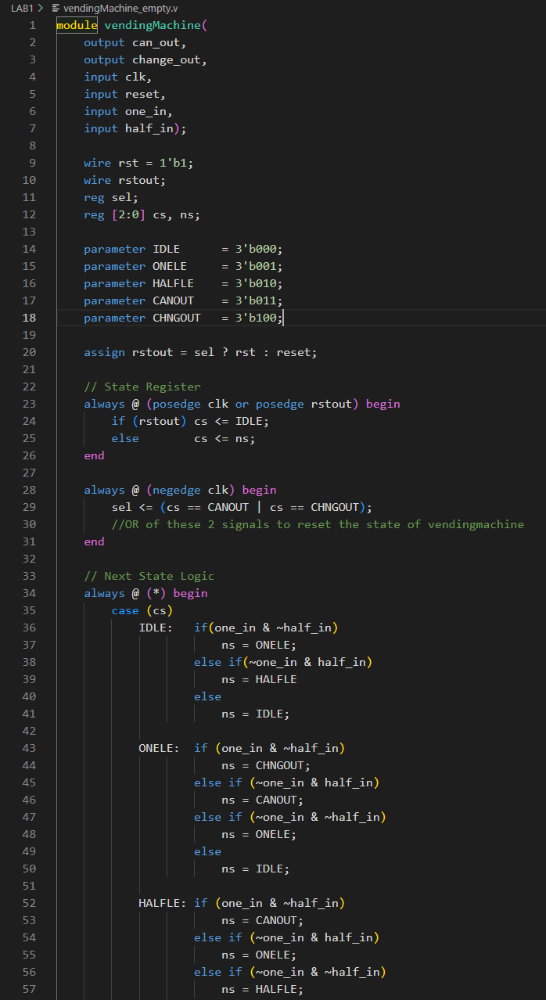 LAB1 > vendingMachine_empty.v
1 module vendingMachine(
2 output can_out,
3 output change_out,
4 input clk,
5 input reset,
6 input one_in,
7 input half_in);
8
9 wire rst = 1'b1;
10 wire rstout;
11 reg sel;
12 reg [2:0] cs, ns;
13
14 parameter IDLE = 3'b000;
15 parameter ONELE = 3'b001;
16 parameter HALFLE = 3'b010;
17 parameter CANOUT = 3'b011;
18 parameter CHNGOUT = 3'b100;
19
20 assign rstout = sel ? rst : reset;
21
22 // State Register
23 always @ (posedge clk or posedge rstout) begin
24 if (rstout) cs <= IDLE;
25 else cs <= ns;
26 end
27
28 always @ (negedge clk) begin
29 sel <= (cs == CANOUT | cs == CHNGOUT);
30 //OR of these 2 signals to reset the state of vendingmachine
31 end
32
33 // Next State Logic
34 always @ (*) begin
35 case (cs)
36 IDLE: if(one_in & ~half_in)
37 ns = ONELE;
38 else if(~one_in & half_in)
39 ns = HALFLE
40 else
41 ns = IDLE;
42
43 ONELE: if (one_in & ~half_in)
44 ns = CHNGOUT;
45 else if (~one_in & half_in)
46 ns = CANOUT;
47 else if (~one_in & ~half_in)
48 ns = ONELE;
49 else
50 ns = IDLE;
51
52 HALFLE: if (one_in & ~half_in)
53 ns = CANOUT;
54 else if (~one_in & half_in)
55 ns = ONELE;
56 else if (~one_in & ~half_in)
57 ns = HALFLE;